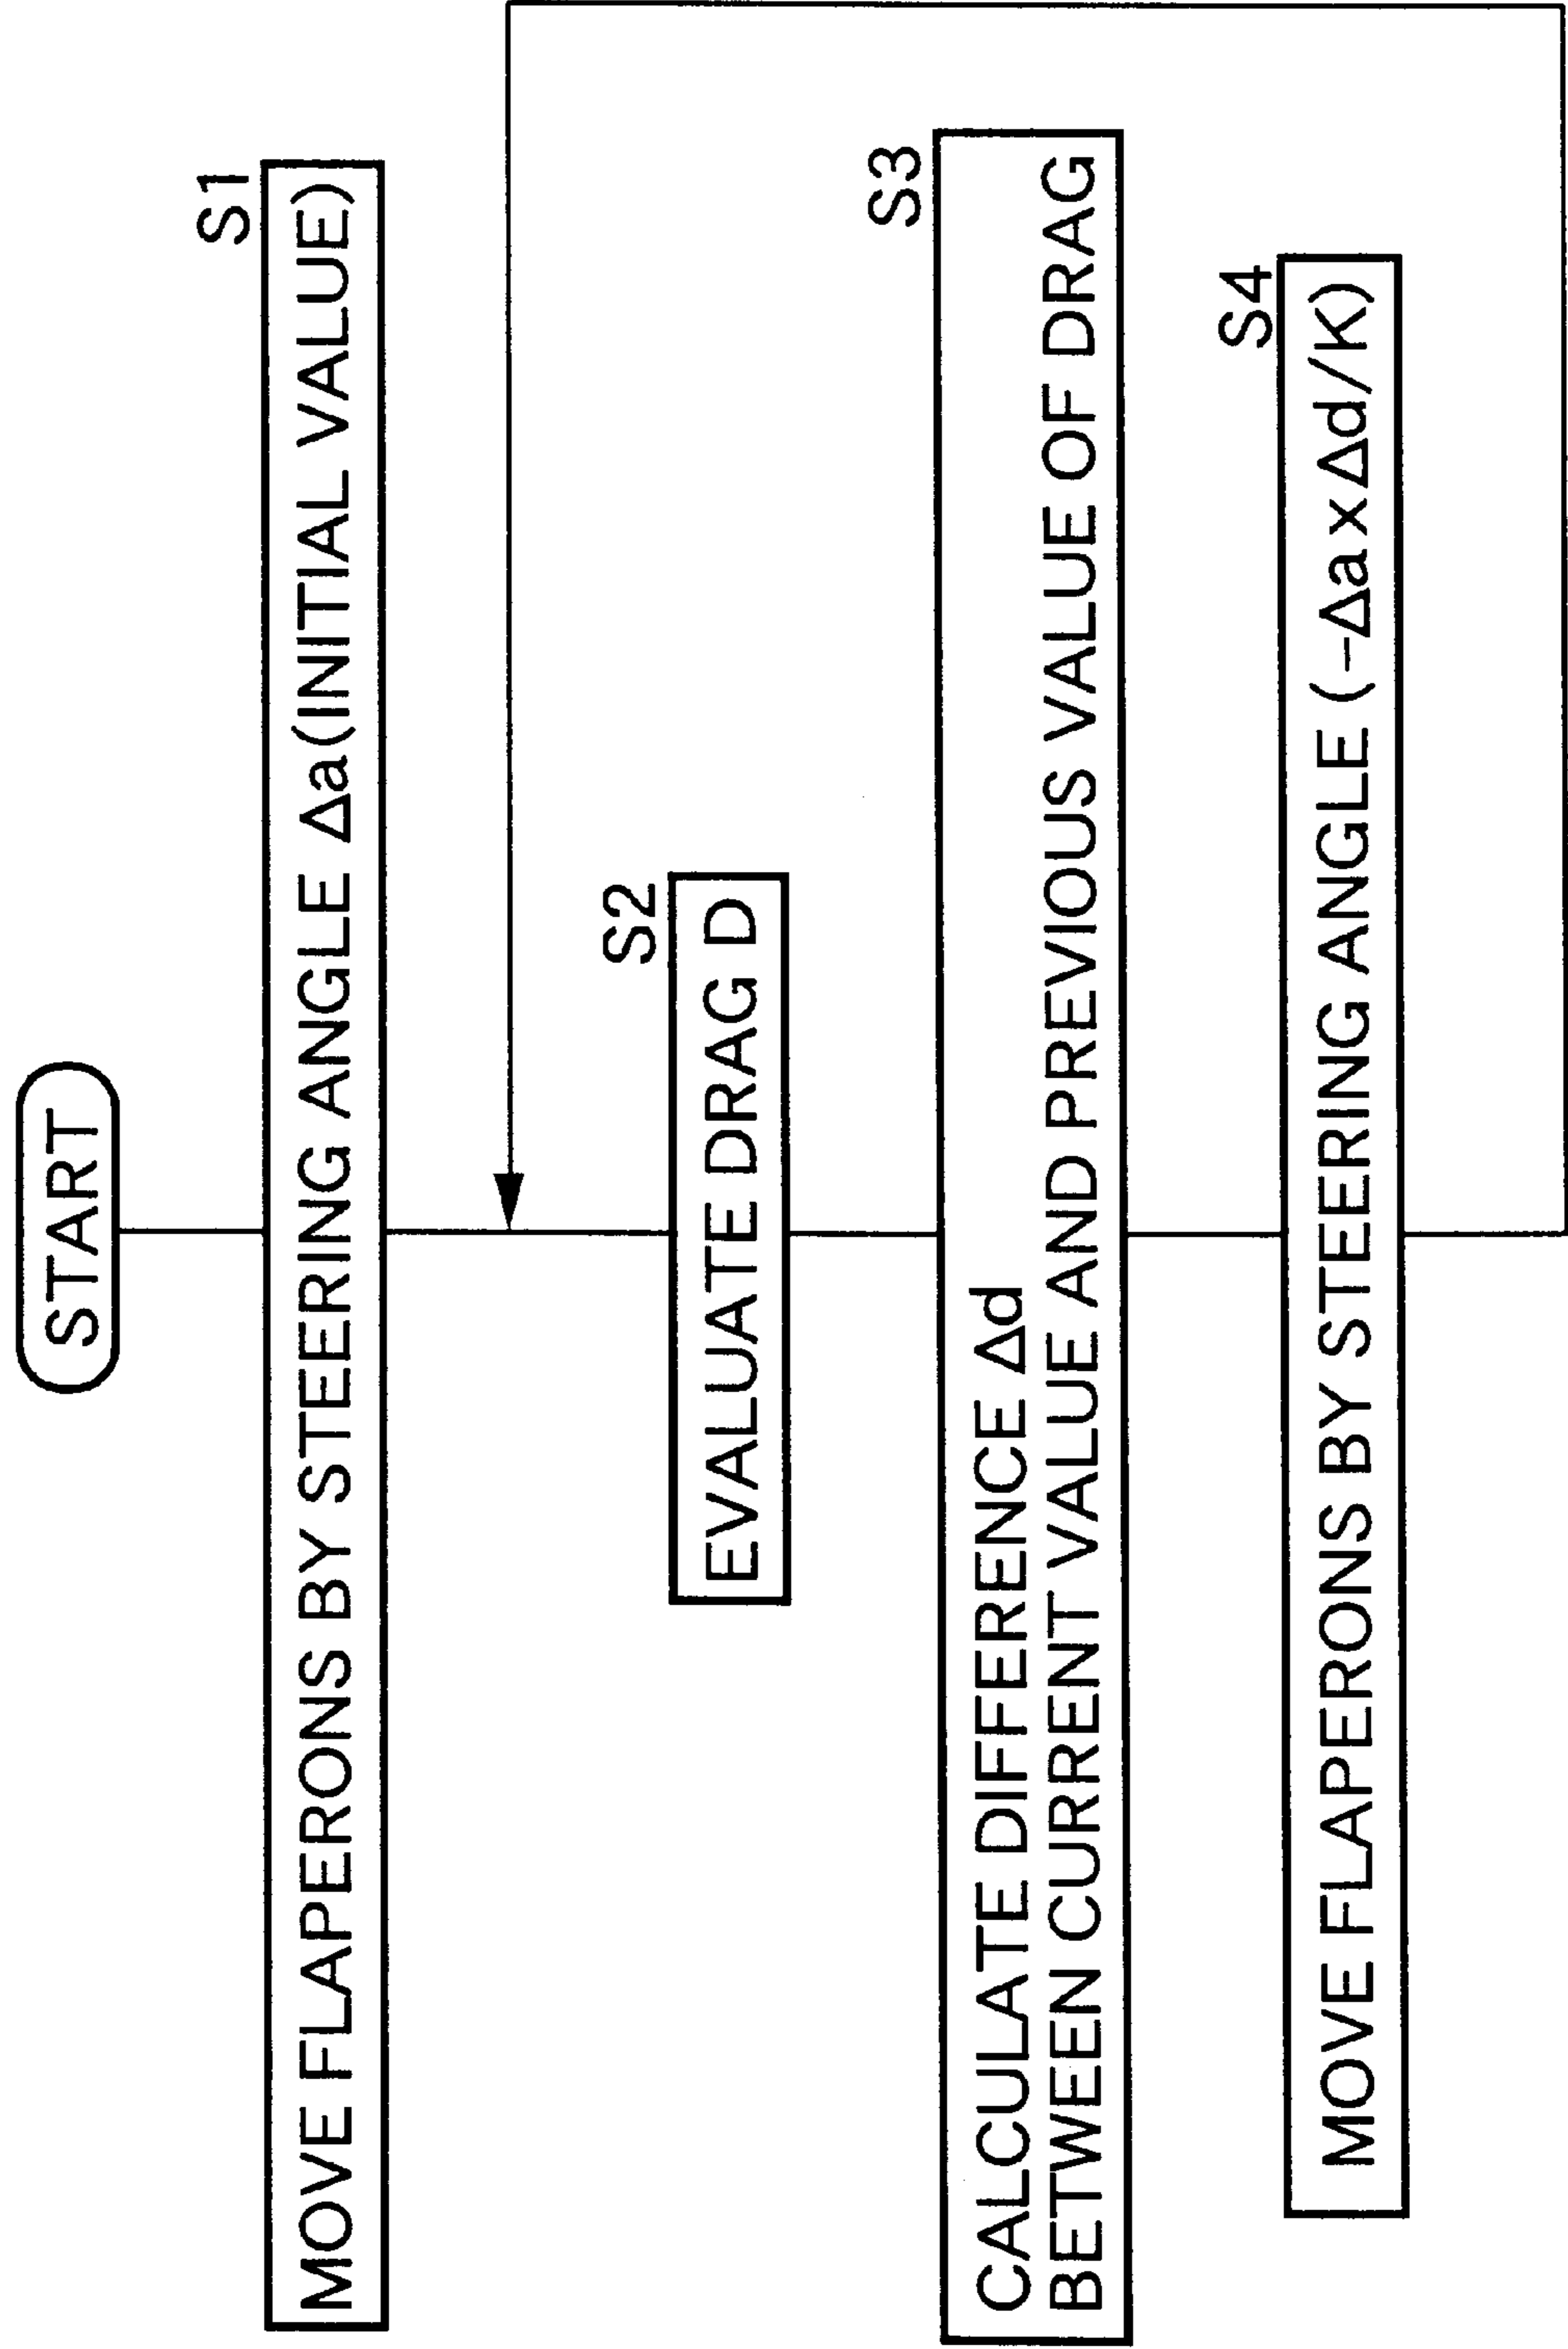 START
S1
MOVE FLAPERONS BY STEERING ANGLE Δa(INITIAL VALUE)
S2
EVALUATE DRAG D
S3
CALCULATE DIFFERENCE Δd
BETWEEN CURRENT VALUE AND PREVIOUS VALUE OF DRAG
S4
MOVE FLAPERONS BY STEERING ANGLE (-Δa x Δd/K)